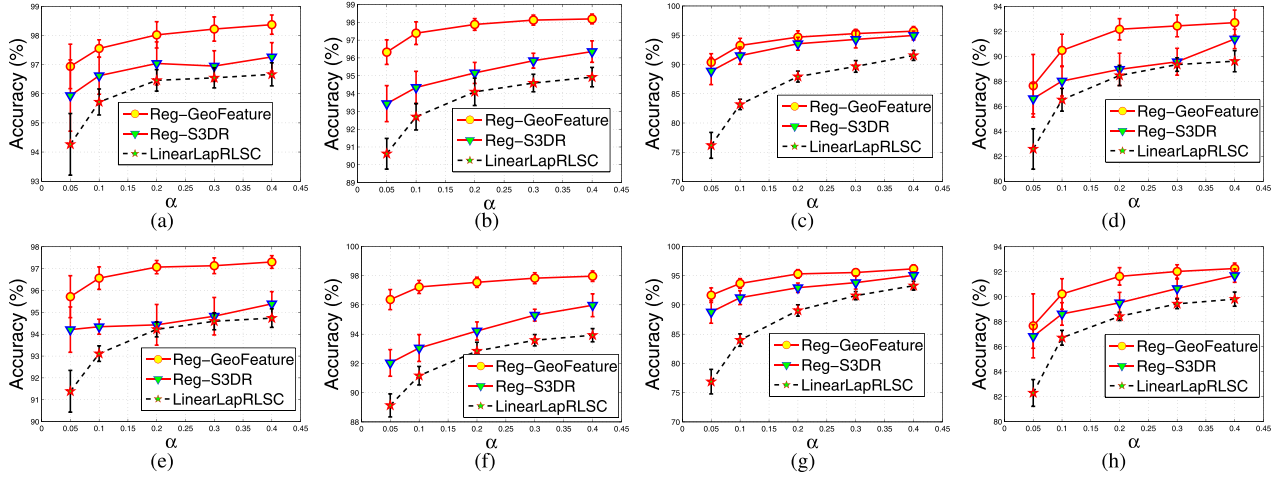 Accuracy (%)
99
98
97
96
95
94
93
0 0.05 0.1 0.15 0.2 0.25 0.3 0.35 0.4 0.45
α
Reg−GeoFeature
Reg−S3DR
LinearLapRLSC
(a)
Accuracy (%)
99
98
97
96
95
94
93
92
91
90
89
0 0.05 0.1 0.15 0.2 0.25 0.3 0.35 0.4 0.45
α
Reg−GeoFeature
Reg−S3DR
LinearLapRLSC
(b)
Accuracy (%)
100
95
90
85
80
75
70
0 0.05 0.1 0.15 0.2 0.25 0.3 0.35 0.4 0.45
α
Reg−GeoFeature
Reg−S3DR
LinearLapRLSC
(c)
Accuracy (%)
94
92
90
88
86
84
82
80
0 0.05 0.1 0.15 0.2 0.25 0.3 0.35 0.4 0.45
α
Reg−GeoFeature
Reg−S3DR
LinearLapRLSC
(d)
Accuracy (%)
98
97
96
95
94
93
92
91
90
0 0.05 0.1 0.15 0.2 0.25 0.3 0.35 0.4 0.45
α
Reg−GeoFeature
Reg−S3DR
LinearLapRLSC
(e)
Accuracy (%)
100
98
96
94
92
90
88
0 0.05 0.1 0.15 0.2 0.25 0.3 0.35 0.4 0.45
α
Reg−GeoFeature
Reg−S3DR
LinearLapRLSC
(f)
Accuracy (%)
100
95
90
85
80
75
70
0 0.05 0.1 0.15 0.2 0.25 0.3 0.35 0.4 0.45
α
Reg−GeoFeature
Reg−S3DR
LinearLapRLSC
(g)
Accuracy (%)
94
92
90
88
86
84
82
80
0 0.05 0.1 0.15 0.2 0.25 0.3 0.35 0.4 0.45
α
Reg−GeoFeature
Reg−S3DR
LinearLapRLSC
(h)